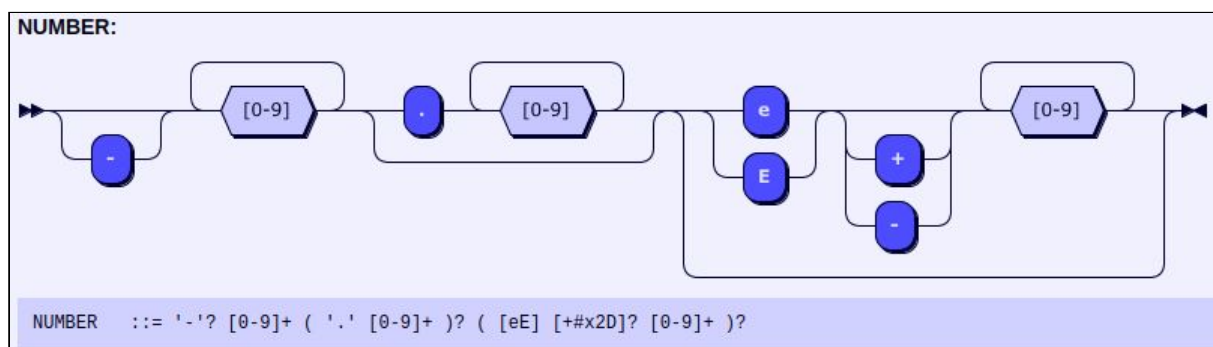 NUMBER:
[0-9] . [0-9] e [0-9]
- E +
-
NUMBER ::= '-'? [0-9]+ ( '.' [0-9]+ )? ( [eE] [+#x2D]? [0-9]+ )?